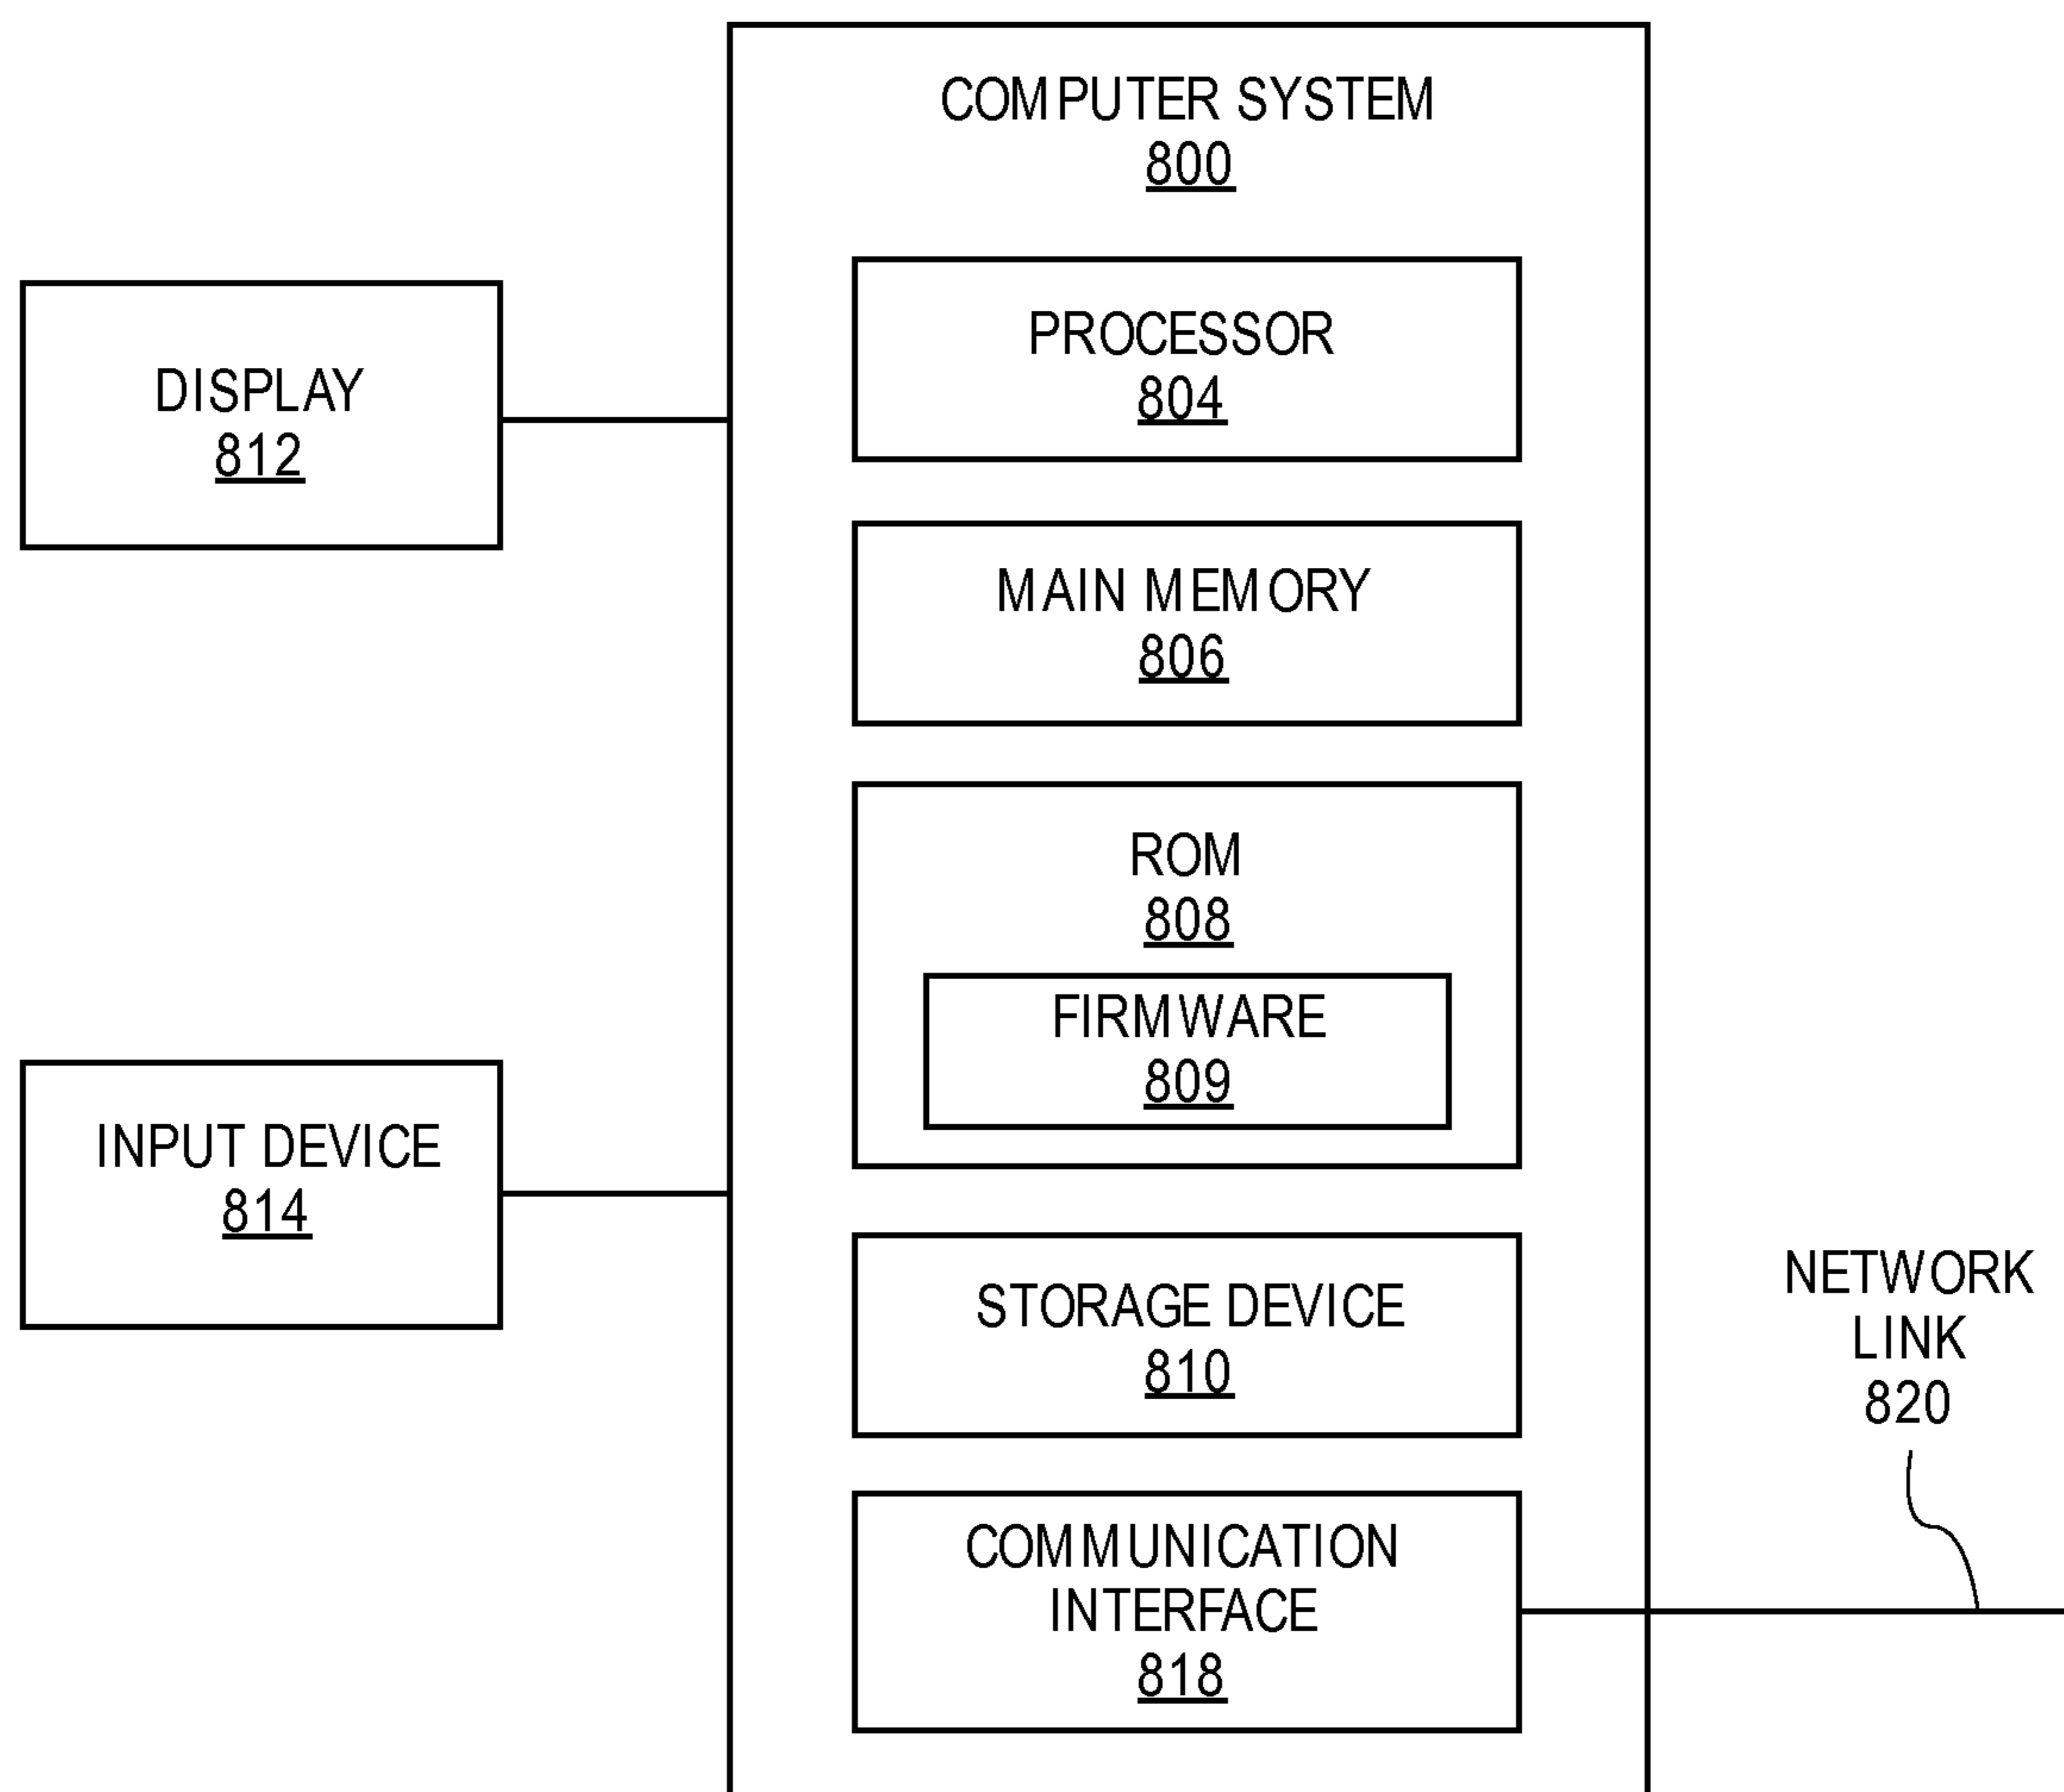 COMPUTER SYSTEM
800
PROCESSOR
804
DISPLAY
812
MAIN MEMORY
806
ROM
808
FIRMWARE
809
INPUT DEVICE
814
STORAGE DEVICE
810
NETWORK
LINK
820
COMMUNICATION
INTERFACE
818